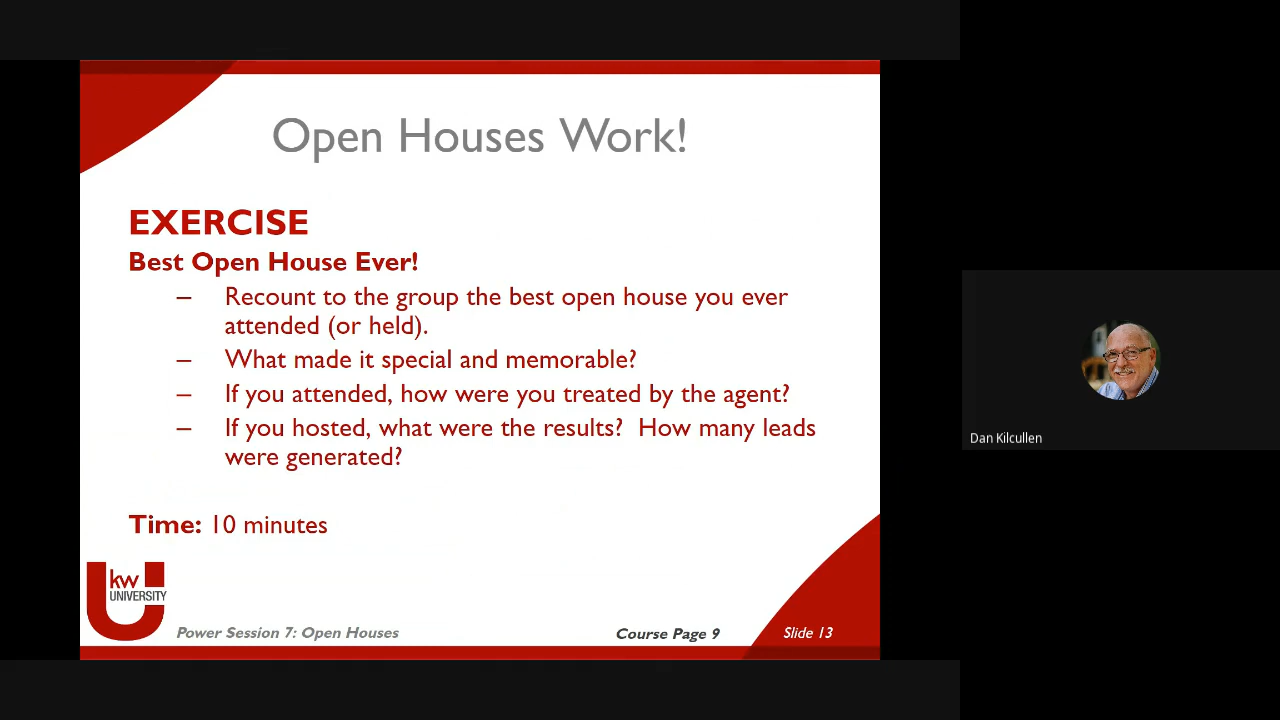 Open Houses Work!
EXERCISE
Best Open House Ever!
– Recount to the group the best open house you ever
attended (or held).
– What made it special and memorable?
– If you attended, how were you treated by the agent?
– If you hosted, what were the results?  How many leads
were generated?
Time: 10 minutes
kw
UNIVERSITY
Power Session 7: Open Houses
Course Page 9
Slide 13
Dan Kilcullen